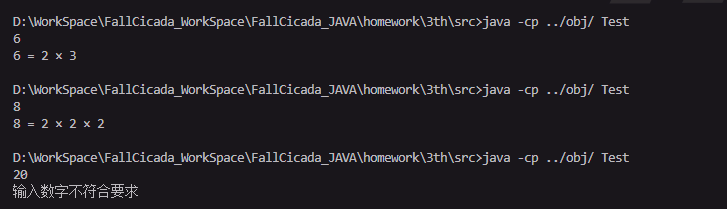 D:\WorkSpace\FallCicada_WorkSpace\FallCicada_JAVA\homework\3th\src>java -cp ../obj/ Test
6
6 = 2 × 3
D:\WorkSpace\FallCicada_WorkSpace\FallCicada_JAVA\homework\3th\src>java -cp ../obj/ Test
8
8 = 2 × 2 × 2
D:\WorkSpace\FallCicada_WorkSpace\FallCicada_JAVA\homework\3th\src>java -cp ../obj/ Test
20
输入数字不符合要求